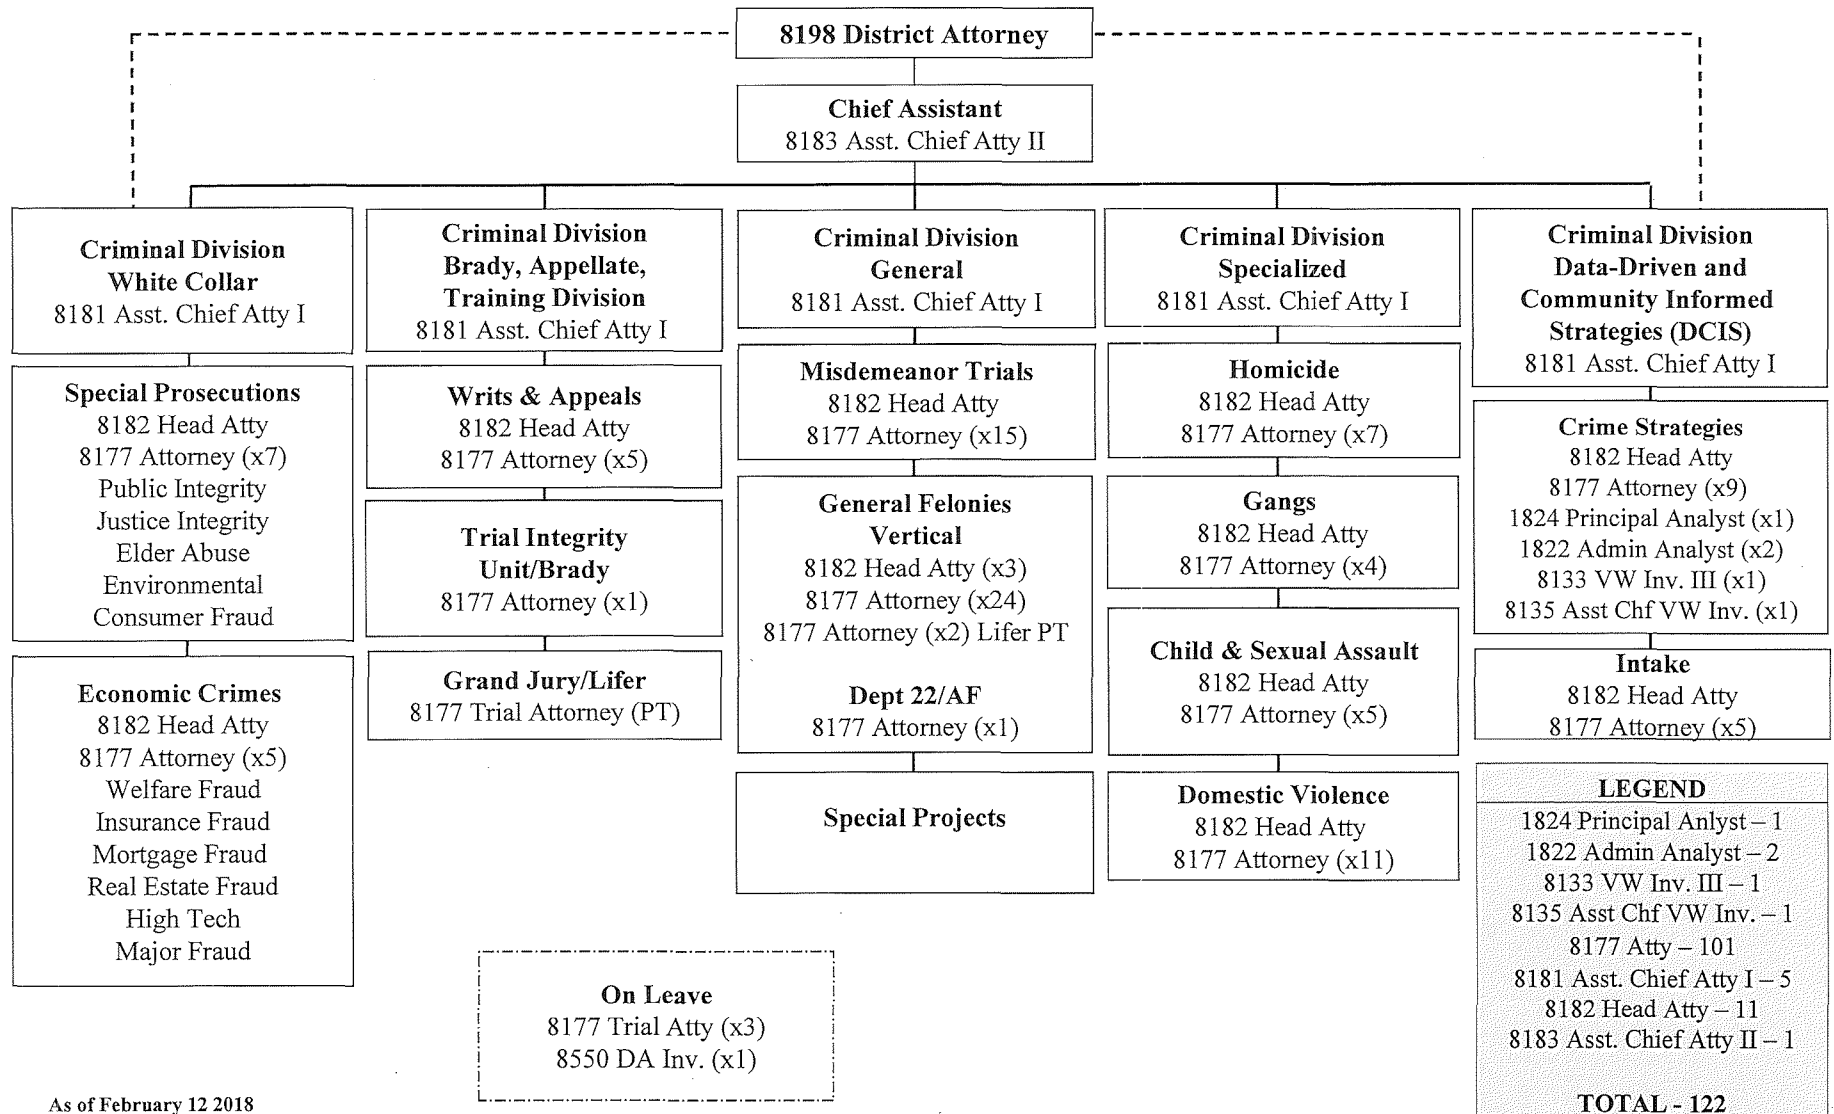 8198 District Attorney
Chief Assistant
8183 Asst. Chief Atty II
Criminal Division
White Collar
8181 Asst. Chief Atty I
Special Prosecutions
8182 Head Atty
8177 Attorney (x7)
Public Integrity
Justice Integrity
Elder Abuse
Environmental
Consumer Fraud
Economic Crimes
8182 Head Atty
8177 Attorney (x5)
Welfare Fraud
Insurance Fraud
Mortgage Fraud
Real Estate Fraud
High Tech
Major Fraud
Criminal Division
Brady, Appellate,
Training Division
8181 Asst. Chief Atty I
Writs & Appeals
8182 Head Atty
8177 Attorney (x5)
Trial Integrity
Unit/Brady
8177 Attorney (x1)
Grand Jury/Lifer
8177 Trial Attorney (PT)
Criminal Division
General
8181 Asst. Chief Atty I
Misdemeanor Trials
8182 Head Atty
8177 Attorney (x15)
General Felonies
Vertical
8182 Head Atty (x3)
8177 Attorney (x24)
8177 Attorney (x2) Lifer PT
Dept 22/AF
8177 Attorney (x1)
Special Projects
Criminal Division
Specialized
8181 Asst. Chief Atty I
Homicide
8182 Head Atty
8177 Attorney (x7)
Gangs
8182 Head Atty
8177 Attorney (x4)
Child & Sexual Assault
8182 Head Atty
8177 Attorney (x5)
Domestic Violence
8182 Head Atty
8177 Attorney (x11)
Criminal Division
Data-Driven and
Community Informed
Strategies (DCIS)
8181 Asst. Chief Atty I
Crime Strategies
8182 Head Atty
8177 Attorney (x9)
1824 Principal Analyst (x1)
1822 Admin Analyst (x2)
8133 VW Inv. III (x1)
8135 Asst Chf VW Inv. (x1)
Intake
8182 Head Atty
8177 Attorney (x5)
LEGEND
1824 Principal Anlyst – 1
1822 Admin Analyst – 2
8133 VW Inv. III – 1
8135 Asst Chf VW Inv. – 1
8177 Atty – 101
8181 Asst. Chief Atty I – 5
8182 Head Atty – 11
8183 Asst. Chief Atty II – 1
TOTAL - 122
On Leave
8177 Trial Atty (x3)
8550 DA Inv. (x1)
As of February 12 2018